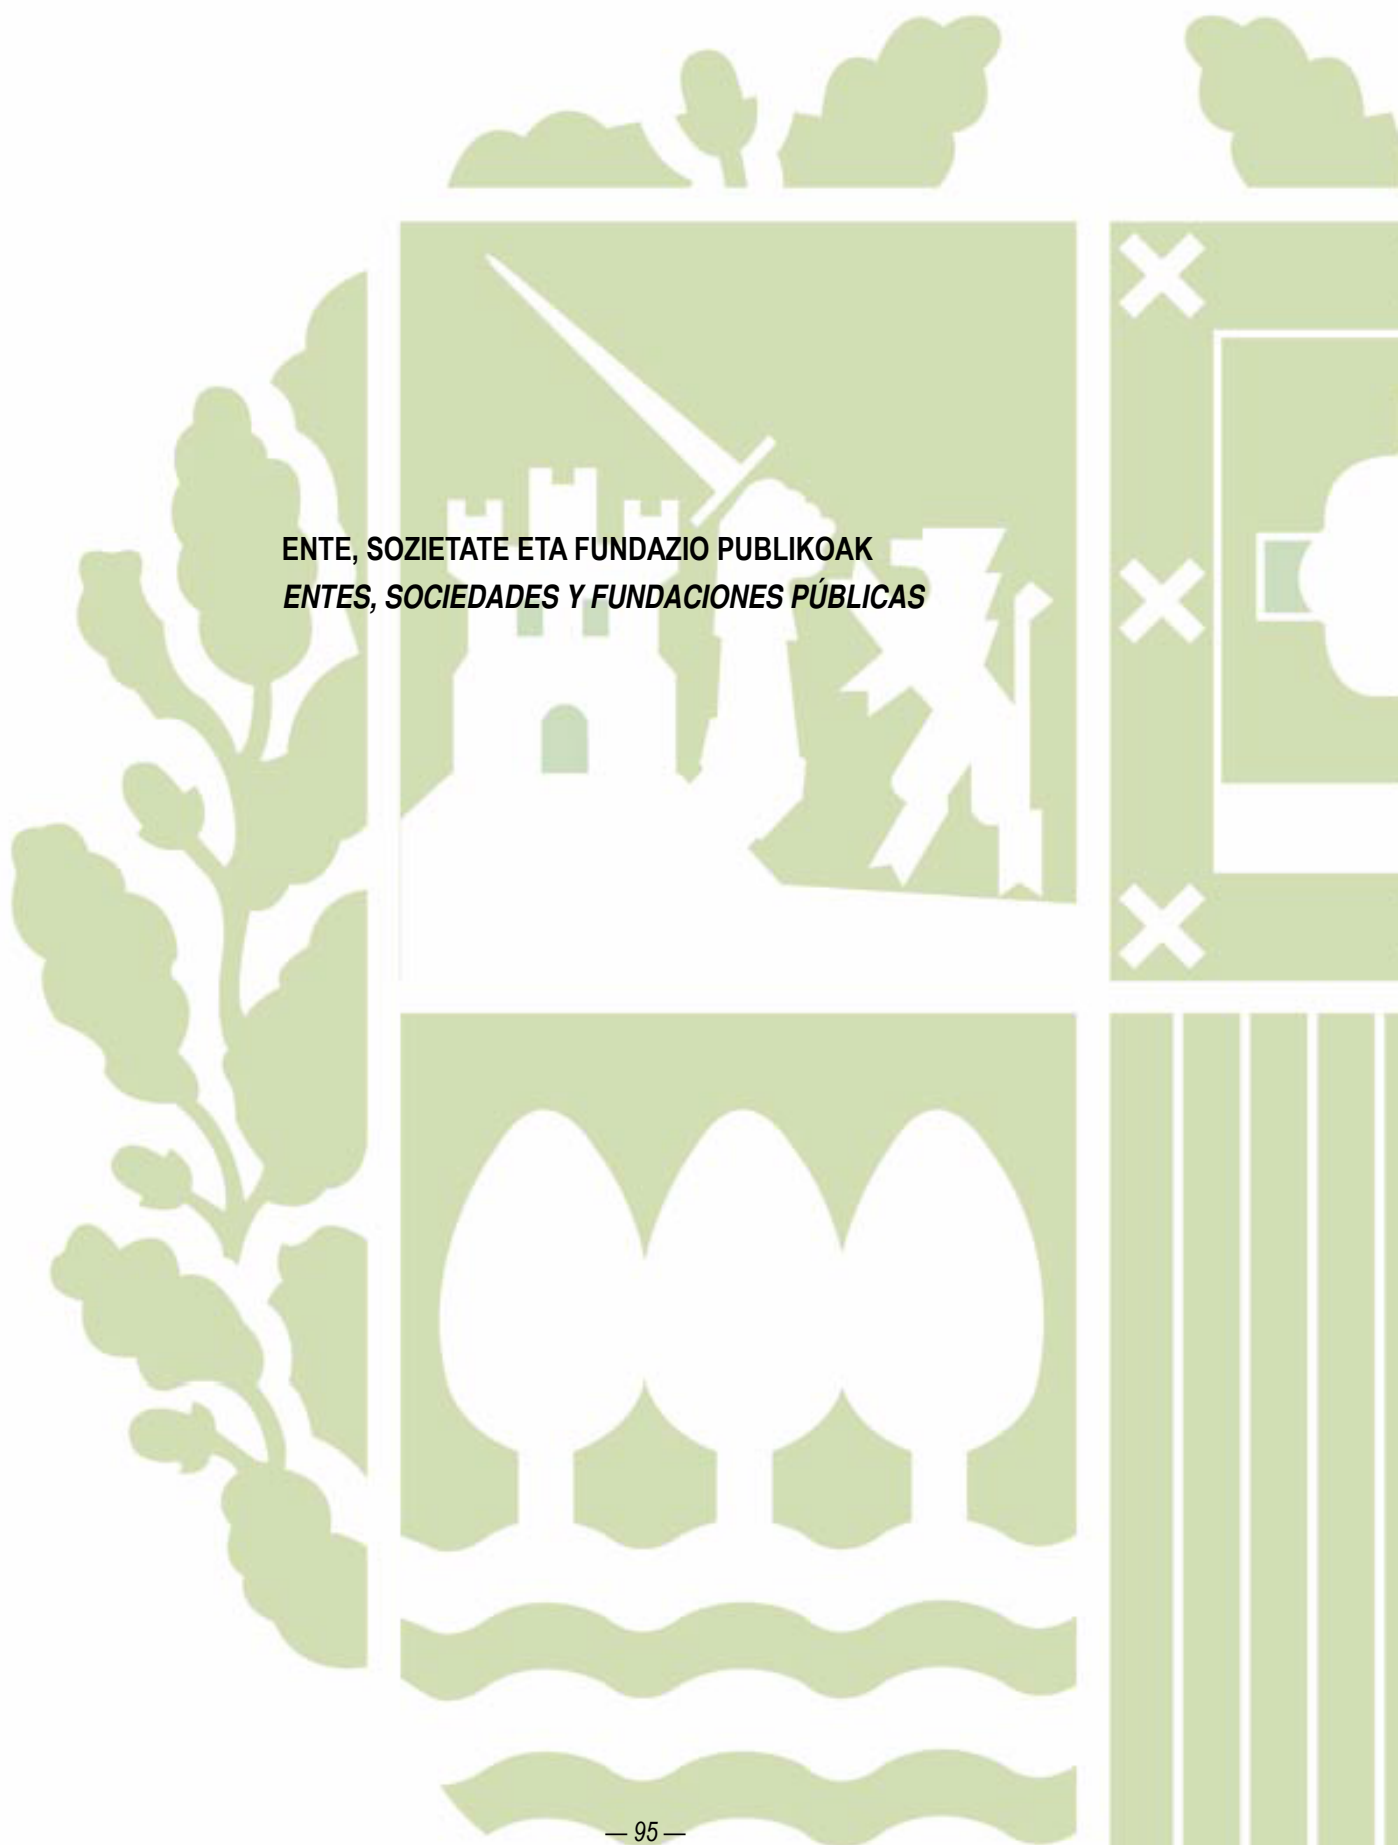 ENTE, SOZIETATE ETA FUNDAZIO PUBLIKOAK
ENTES, SOCIEDADES Y FUNDACIONES PÚBLICAS
— 95 —